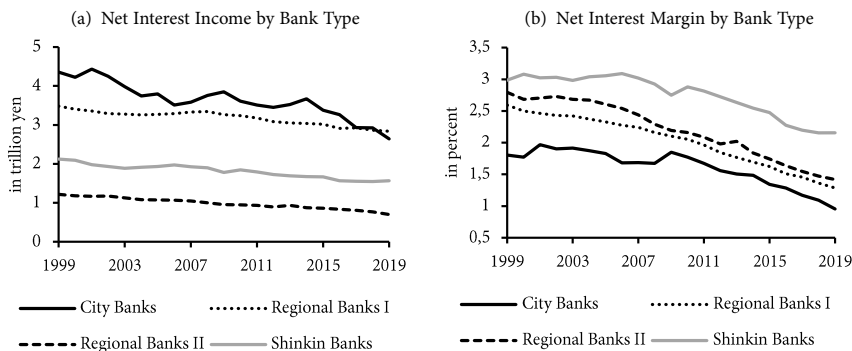 (a) Net Interest Income by Bank Type
in trillion yen
5
4
3
2
1
0
1999 2003 2007 2011 2015 2019
City Banks
Regional Banks I
Regional Banks II
Shinkin Banks
(b) Net Interest Margin by Bank Type
in percent
3,5
3
2,5
2
1,5
1
0,5
1999 2003 2007 2011 2015 2019
City Banks
Regional Banks I
Regional Banks II
Shinkin Banks